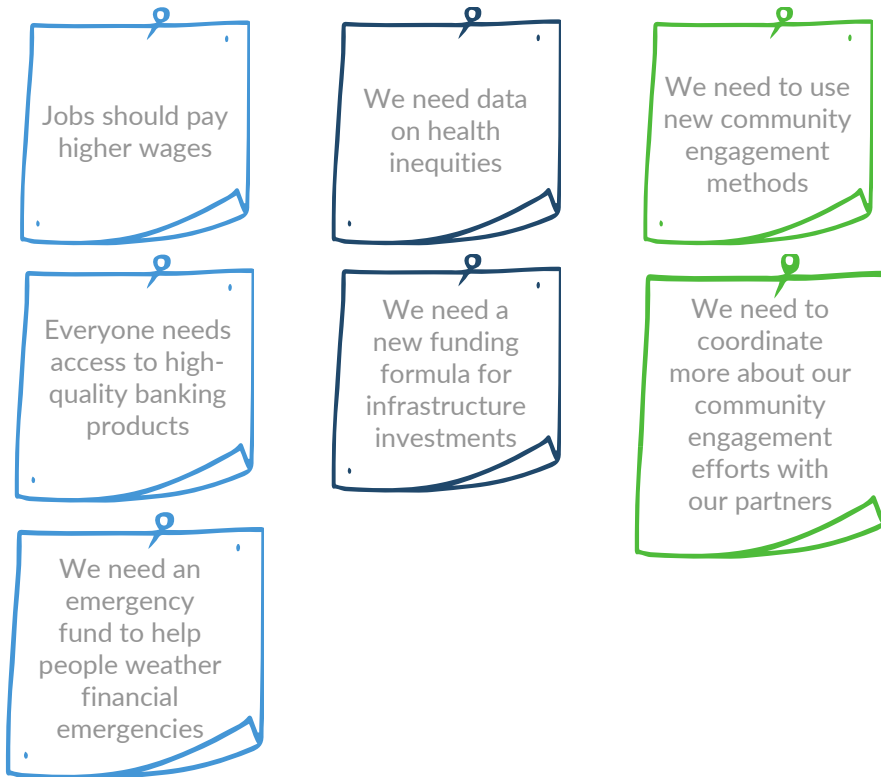 Jobs should pay
higher wages
We need data
on health
inequities
We need to use
new community
engagement
methods
Everyone needs
access to high-
quality banking
products
We need a
new funding
formula for
infrastructure
investments
We need to
coordinate
more about our
community
engagement
efforts with
our partners
We need an
emergency
fund to help
people weather
financial
emergencies